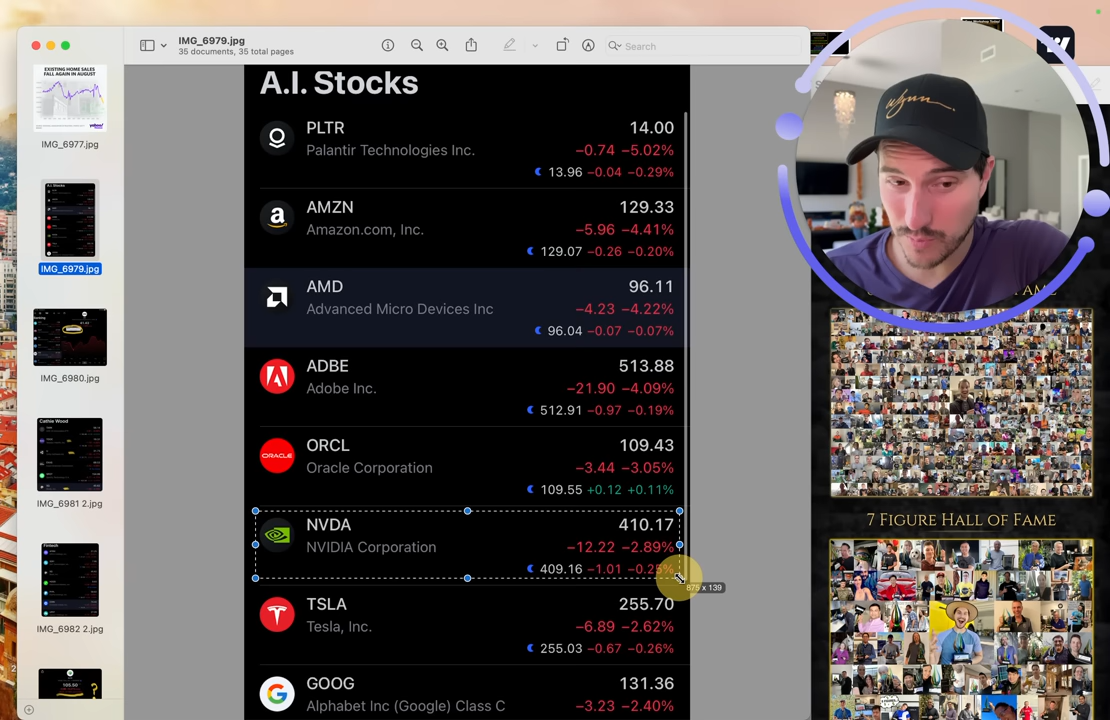 IMG_6979.jpg
35 documents, 35 total pages
Search
EXISTING HOME SALES
FALL AGAIN IN AUGUST
yahoo!
IMG_6977.jpg
IMG_6979.jpg
IMG_6980.jpg
Cathie Wood
IMG_6981 2.jpg
Fintech
IMG_6982 2.jpg
A.I. Stocks
PLTR 14.00
Palantir Technologies Inc. −0.74 −5.02%
13.96 −0.04 −0.29%
AMZN 129.33
Amazon.com, Inc. −5.96 −4.41%
129.07 −0.26 −0.20%
AMD 96.11
Advanced Micro Devices Inc −4.23 −4.22%
96.04 −0.07 −0.07%
ADBE 513.88
Adobe Inc. −21.90 −4.09%
512.91 −0.97 −0.19%
ORACLE
ORCL 109.43
Oracle Corporation −3.44 −3.05%
109.55 +0.12 +0.11%
NVDA 410.17
NVIDIA Corporation −12.22 −2.89%
409.16 −1.01 −0.25%
875 x 139
TSLA 255.70
Tesla, Inc. −6.89 −2.62%
255.03 −0.67 −0.26%
GOOG 131.36
Alphabet Inc (Google) Class C −3.23 −2.40%
wynn
7 Figure Hall of Fame